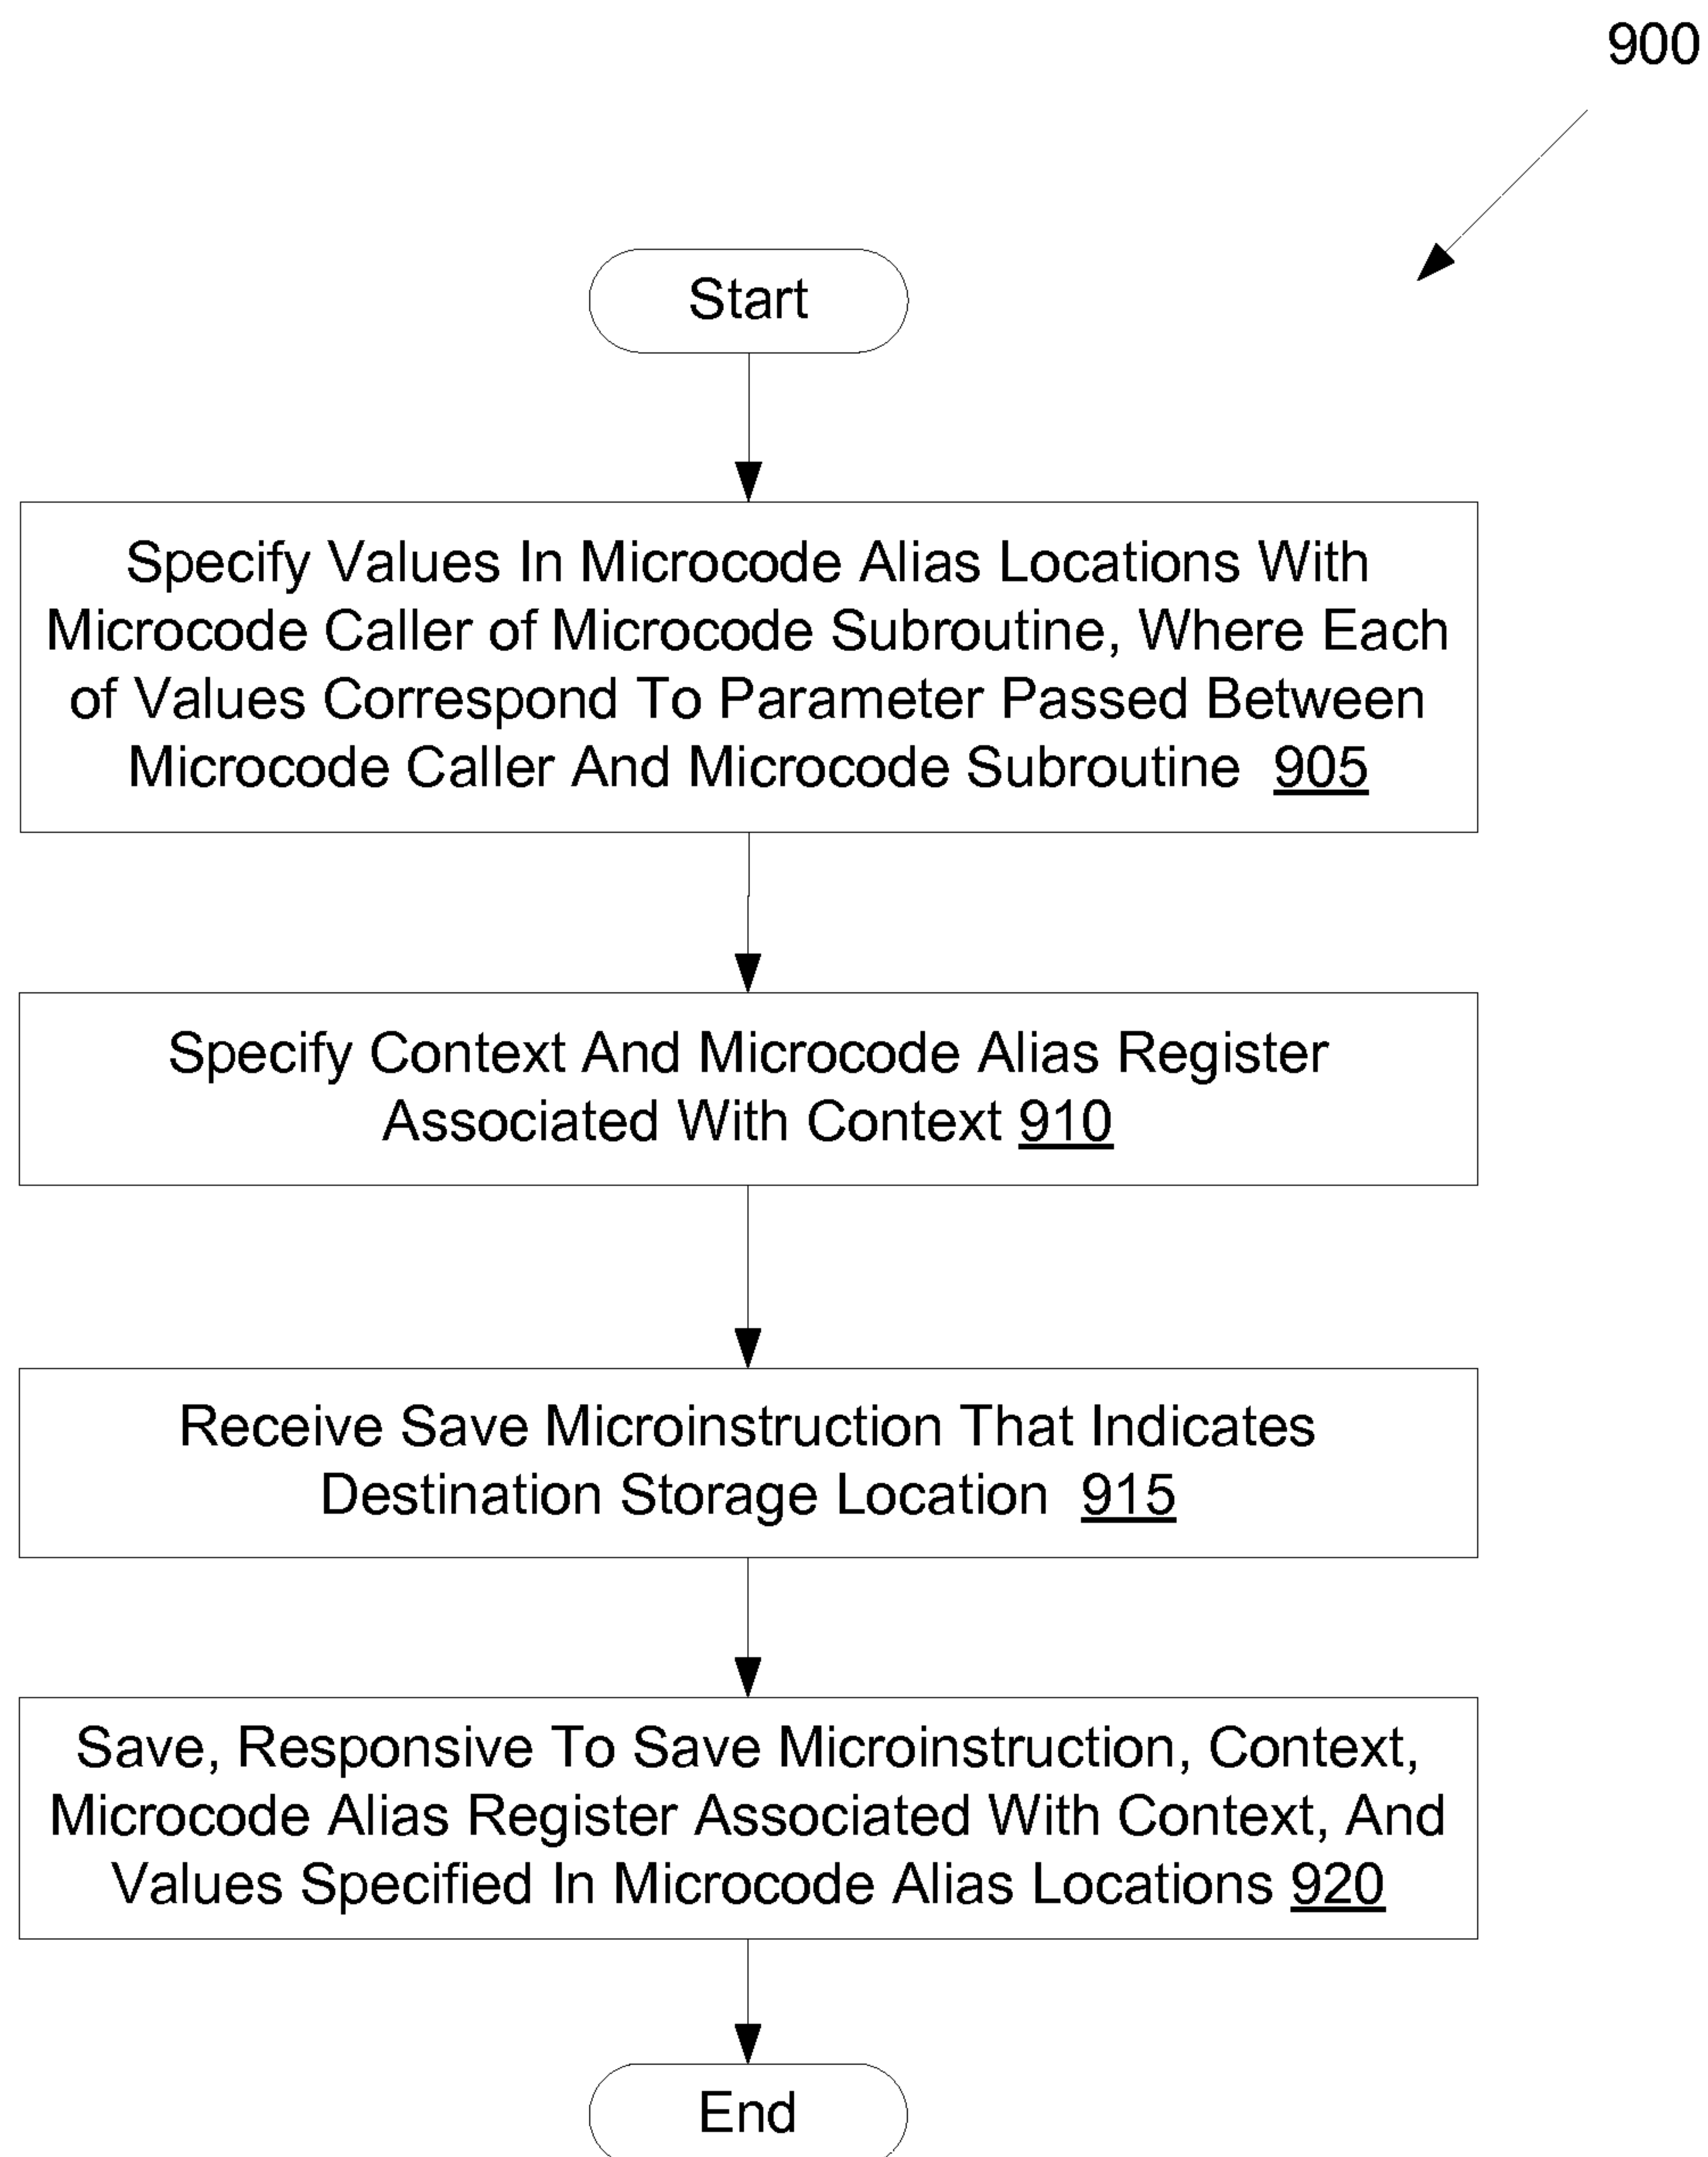 900
Start
Specify Values In Microcode Alias Locations With
Microcode Caller of Microcode Subroutine, Where Each
of Values Correspond To Parameter Passed Between
Microcode Caller And Microcode Subroutine 905
Specify Context And Microcode Alias Register
Associated With Context 910
Receive Save Microinstruction That Indicates
Destination Storage Location 915
Save, Responsive To Save Microinstruction, Context,
Microcode Alias Register Associated With Context, And
Values Specified In Microcode Alias Locations 920
End